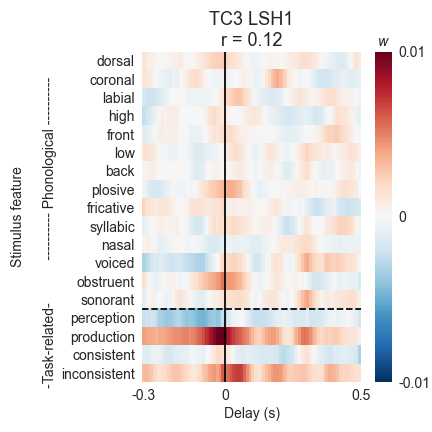 TC3 LSH1
r = 0.12
w
0.01
0
-0.01
Stimulus feature
---------- Phonological ----------
-Task-related-
dorsal
coronal
labial
high
front
low
back
plosive
fricative
syllabic
nasal
voiced
obstruent
sonorant
perception
production
consistent
inconsistent
-0.3
0
0.5
Delay (s)